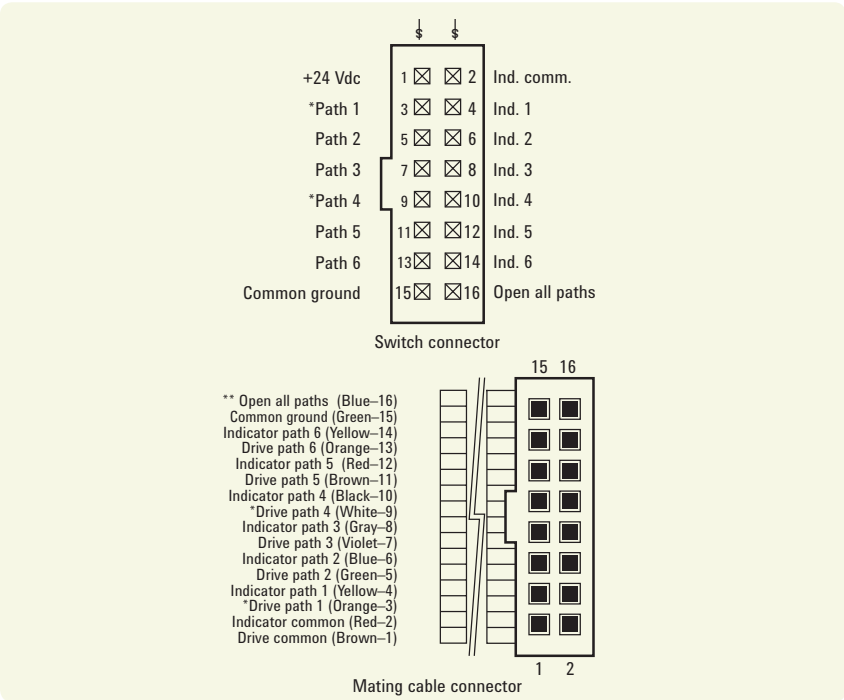 +24 Vdc 1 2 Ind. comm.
*Path 1 3 4 Ind. 1
Path 2 5 6 Ind. 2
Path 3 7 8 Ind. 3
*Path 4 9 10 Ind. 4
Path 5 11 12 Ind. 5
Path 6 13 14 Ind. 6
Common ground 15 16 Open all paths
Switch connector
15 16
** Open all paths (Blue–16)
Common ground (Green–15)
Indicator path 6 (Yellow–14)
Drive path 6 (Orange–13)
Indicator path 5 (Red–12)
Drive path 5 (Brown–11)
Indicator path 4 (Black–10)
*Drive path 4 (White–9)
Indicator path 3 (Gray–8)
Drive path 3 (Violet–7)
Indicator path 2 (Blue–6)
Drive path 2 (Green–5)
Indicator path 1 (Yellow–4)
*Drive path 1 (Orange–3)
Indicator common (Red–2)
Drive common (Brown–1)
1 2
Mating cable connector